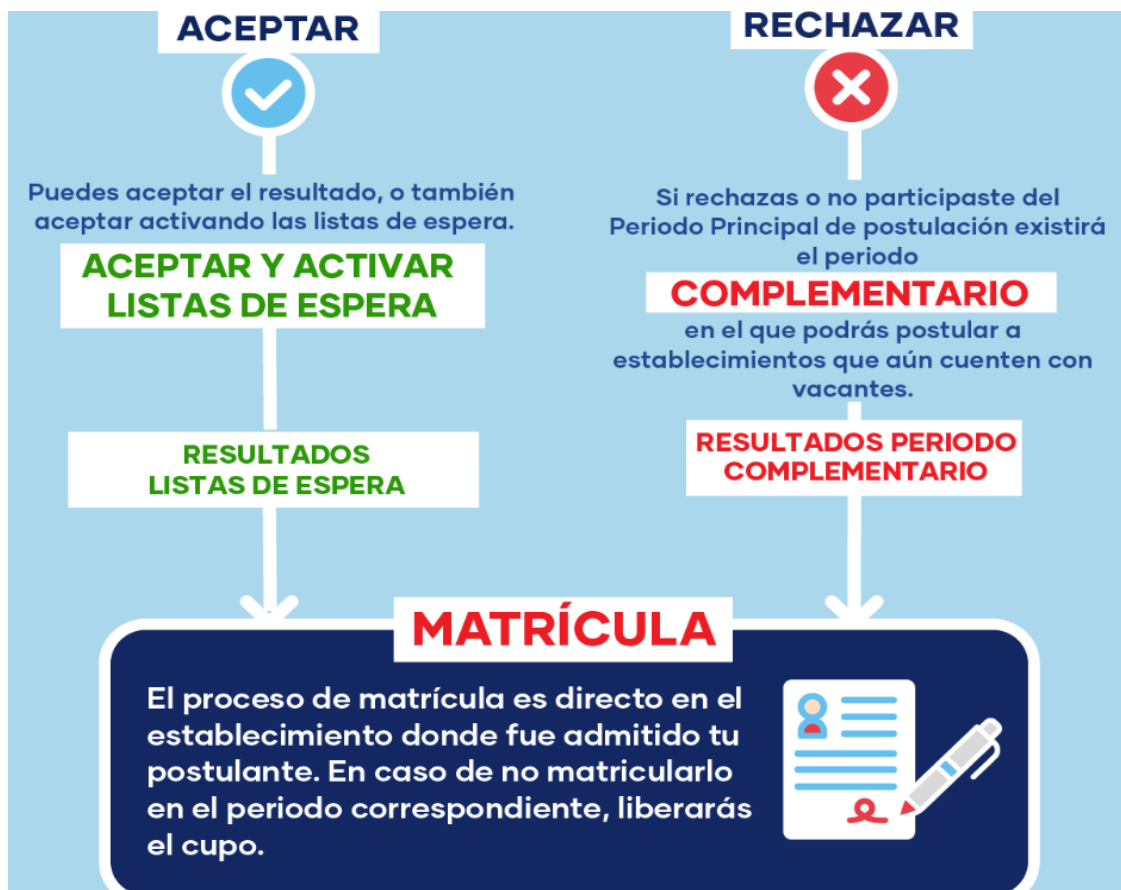 ACEPTAR
Puedes aceptar el resultado, o también
aceptar activando las listas de espera.
ACEPTAR Y ACTIVAR
LISTAS DE ESPERA
RESULTADOS
LISTAS DE ESPERA
RECHAZAR
Si rechazas o no participaste del
Periodo Principal de postulación existirá
el periodo
COMPLEMENTARIO
en el que podrás postular a
establecimientos que aún cuenten con
vacantes.
RESULTADOS PERIODO
COMPLEMENTARIO
MATRÍCULA
El proceso de matrícula es directo en el
establecimiento donde fue admitido tu
postulante. En caso de no matricularlo
en el periodo correspondiente, liberarás
el cupo.